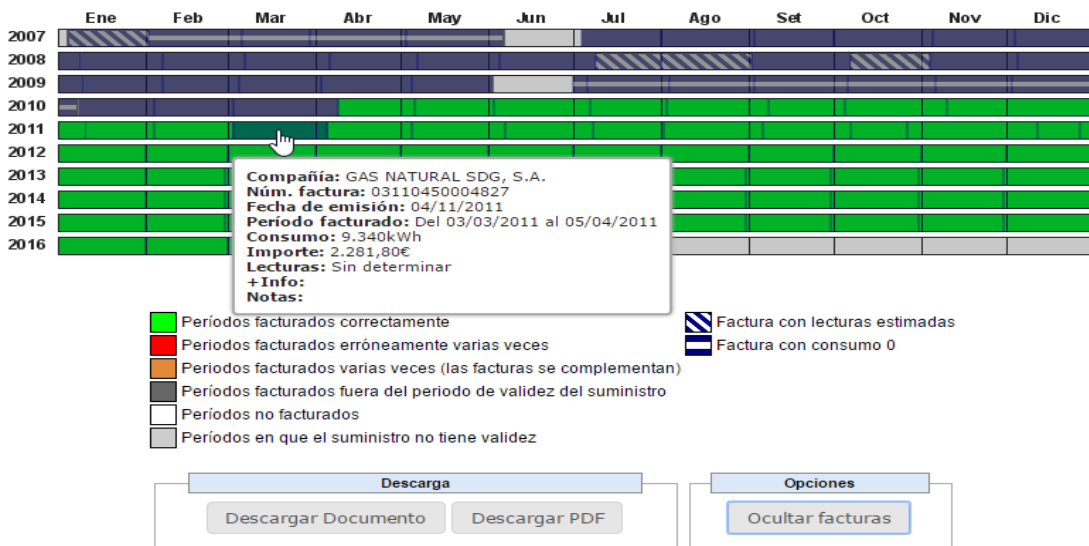 Ene Feb Mar Abr May Jun Jul Ago Set Oct Nov Dic
2007
2008
2009
2010
2011
2012
2013
2014
2015
2016
Compañía: GAS NATURAL SDG, S.A.
Núm. factura: 03110450004827
Fecha de emisión: 04/11/2011
Período facturado: Del 03/03/2011 al 05/04/2011
Consumo: 9.340kWh
Importe: 2.281,80€
Lecturas: Sin determinar
+Info:
Notas:
Períodos facturados correctamente
Periodos facturados erróneamente varias veces
Periodos facturados varias veces (las facturas se complementan)
Períodos facturados fuera del periodo de validez del suministro
Períodos no facturados
Períodos en que el suministro no tiene validez
Factura con lecturas estimadas
Factura con consumo 0
Descarga
Descargar Documento Descargar PDF
Opciones
Ocultar facturas